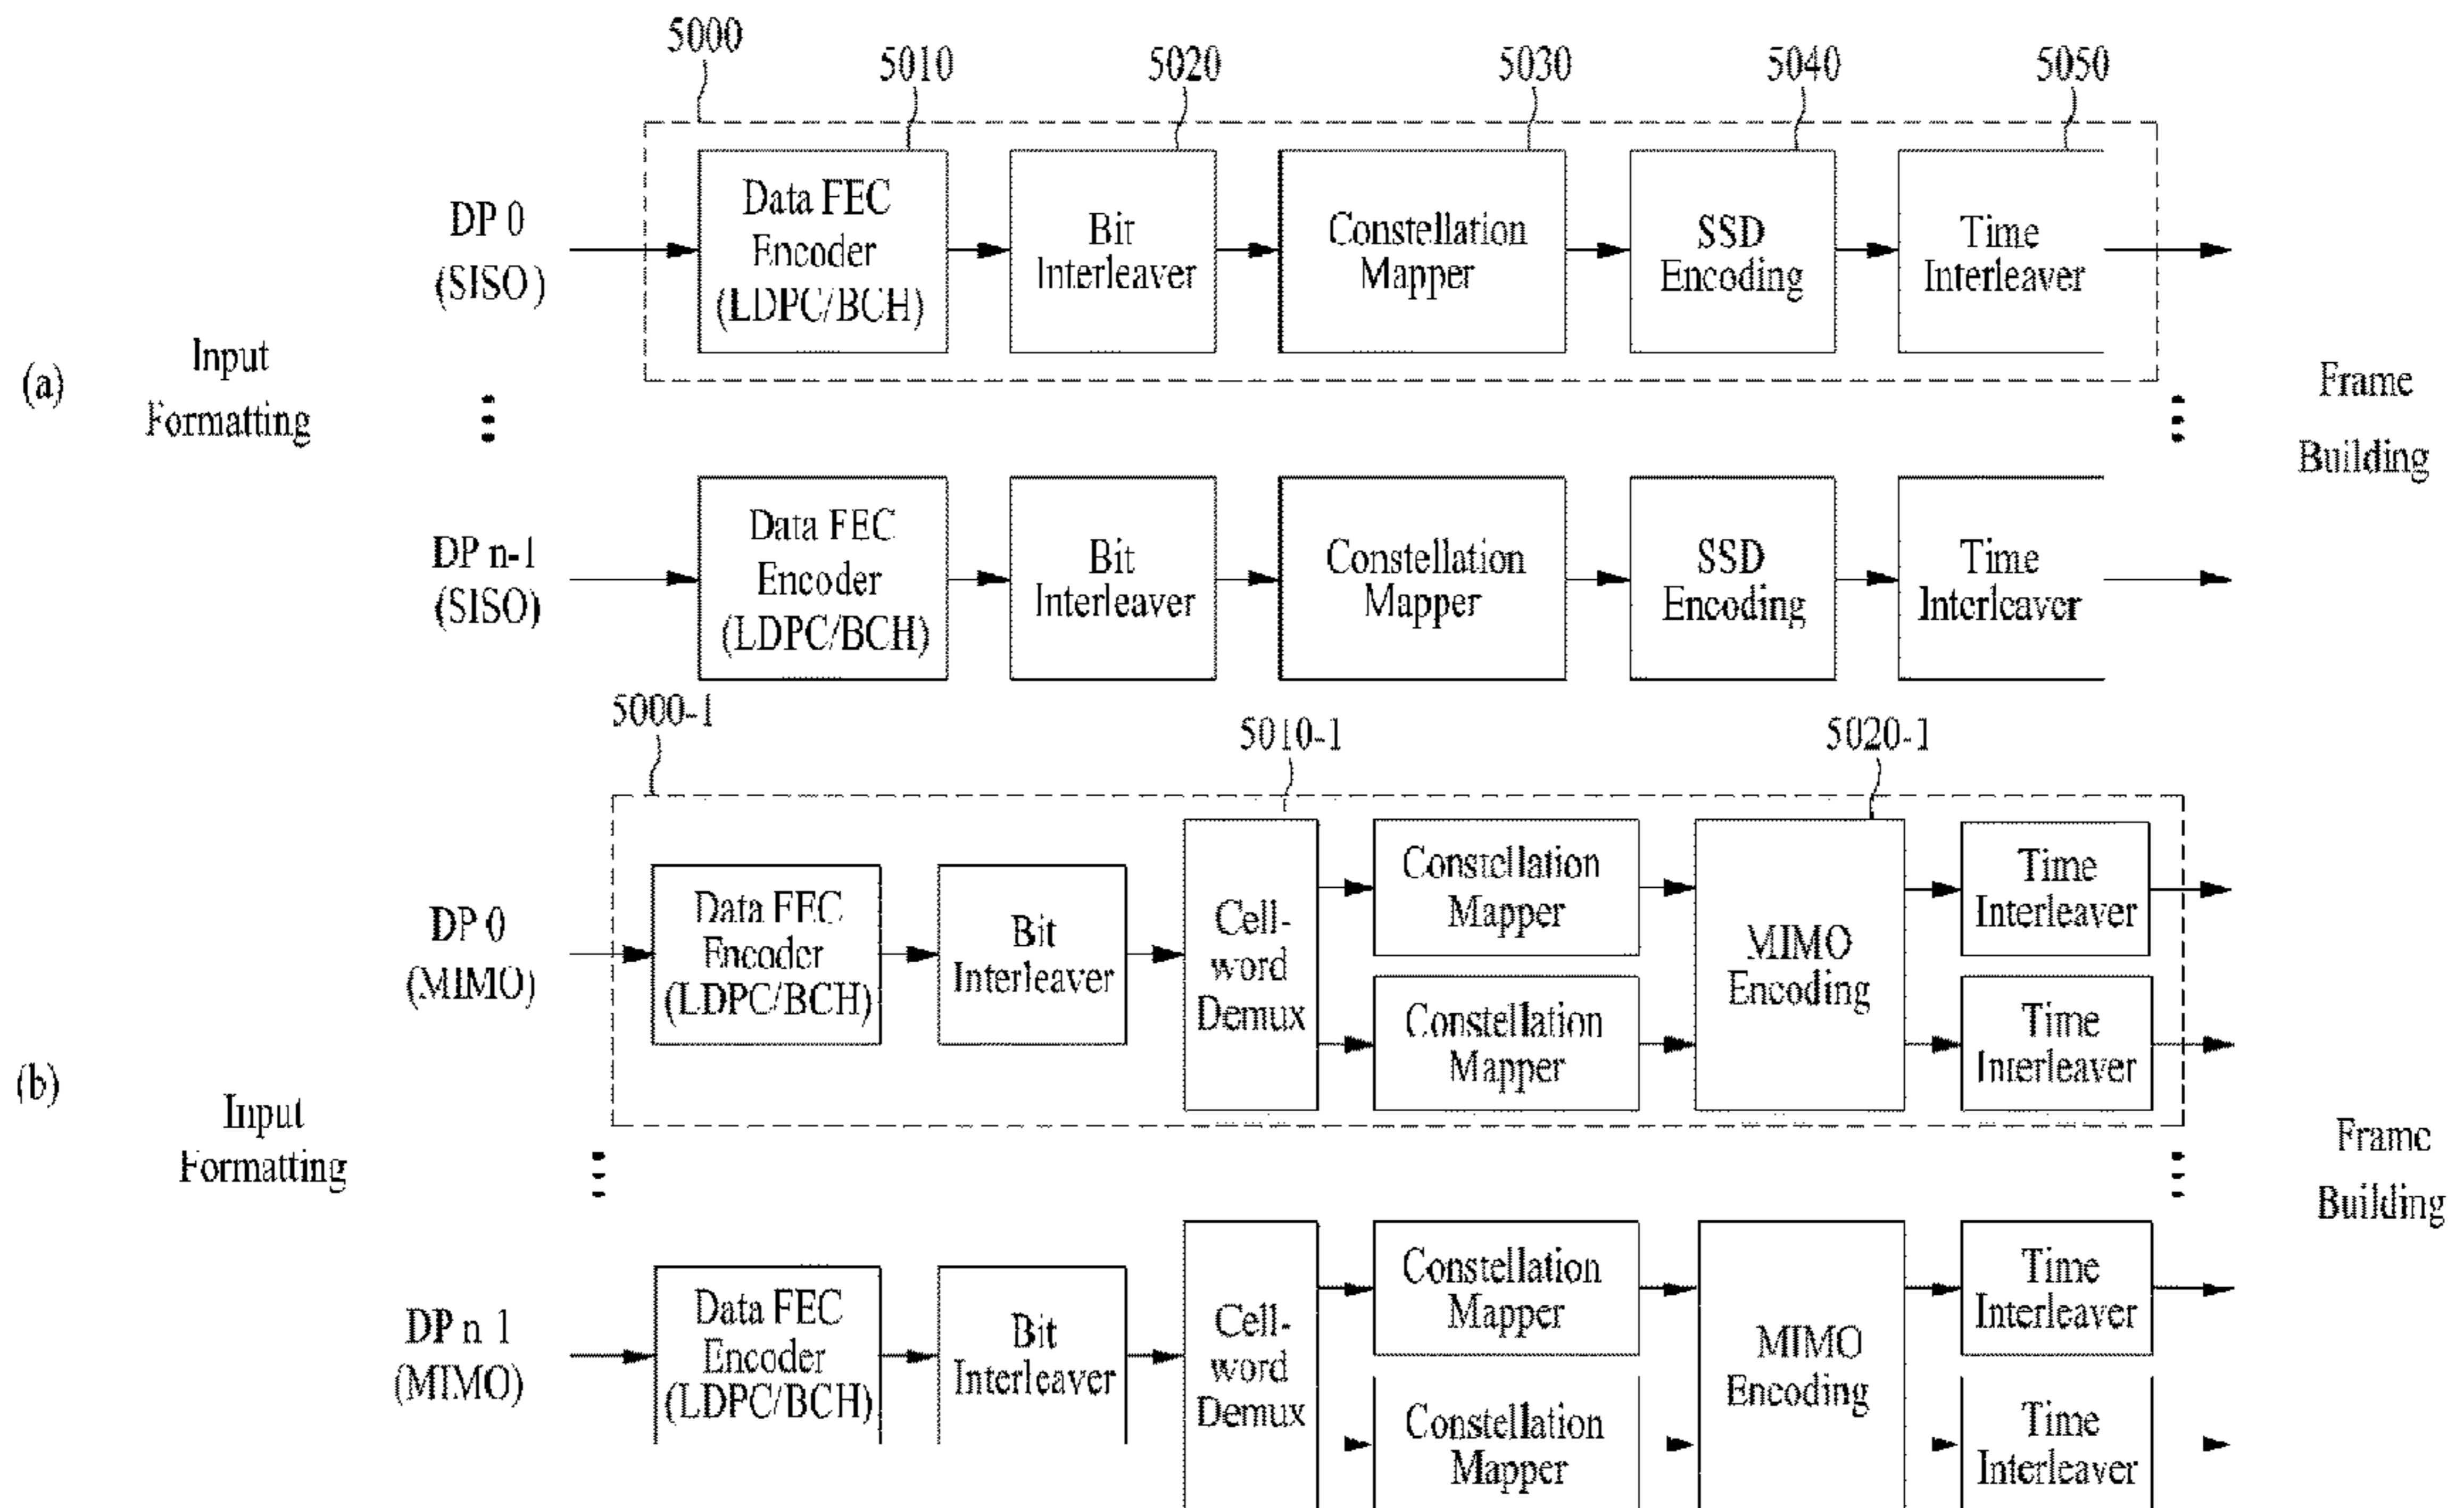 5000
5010
5020
5030
5040
5050
(a)
Input
Formatting
DP 0
(SISO)
Data FEC
Encoder
(LDPC/BCH)
Bit
Interleaver
Constellation
Mapper
SSD
Encoding
Time
Interleaver
Frame
Building
DP n-1
(SISO)
Data FEC
Encoder
(LDPC/BCH)
Bit
Interleaver
Constellation
Mapper
SSD
Encoding
Time
Interleaver
5000-1
5010-1
5020-1
(b)
Input
Formatting
DP 0
(MIMO)
Data FEC
Encoder
(LDPC/BCH)
Bit
Interleaver
Cell-
word
Demux
Constellation
Mapper
Constellation
Mapper
MIMO
Encoding
Time
Interleaver
Time
Interleaver
Frame
Building
DP n 1
(MIMO)
Data FEC
Encoder
(LDPC/BCH)
Bit
Interleaver
Cell-
word
Demux
Constellation
Mapper
Constellation
Mapper
MIMO
Encoding
Time
Interleaver
Time
Interleaver